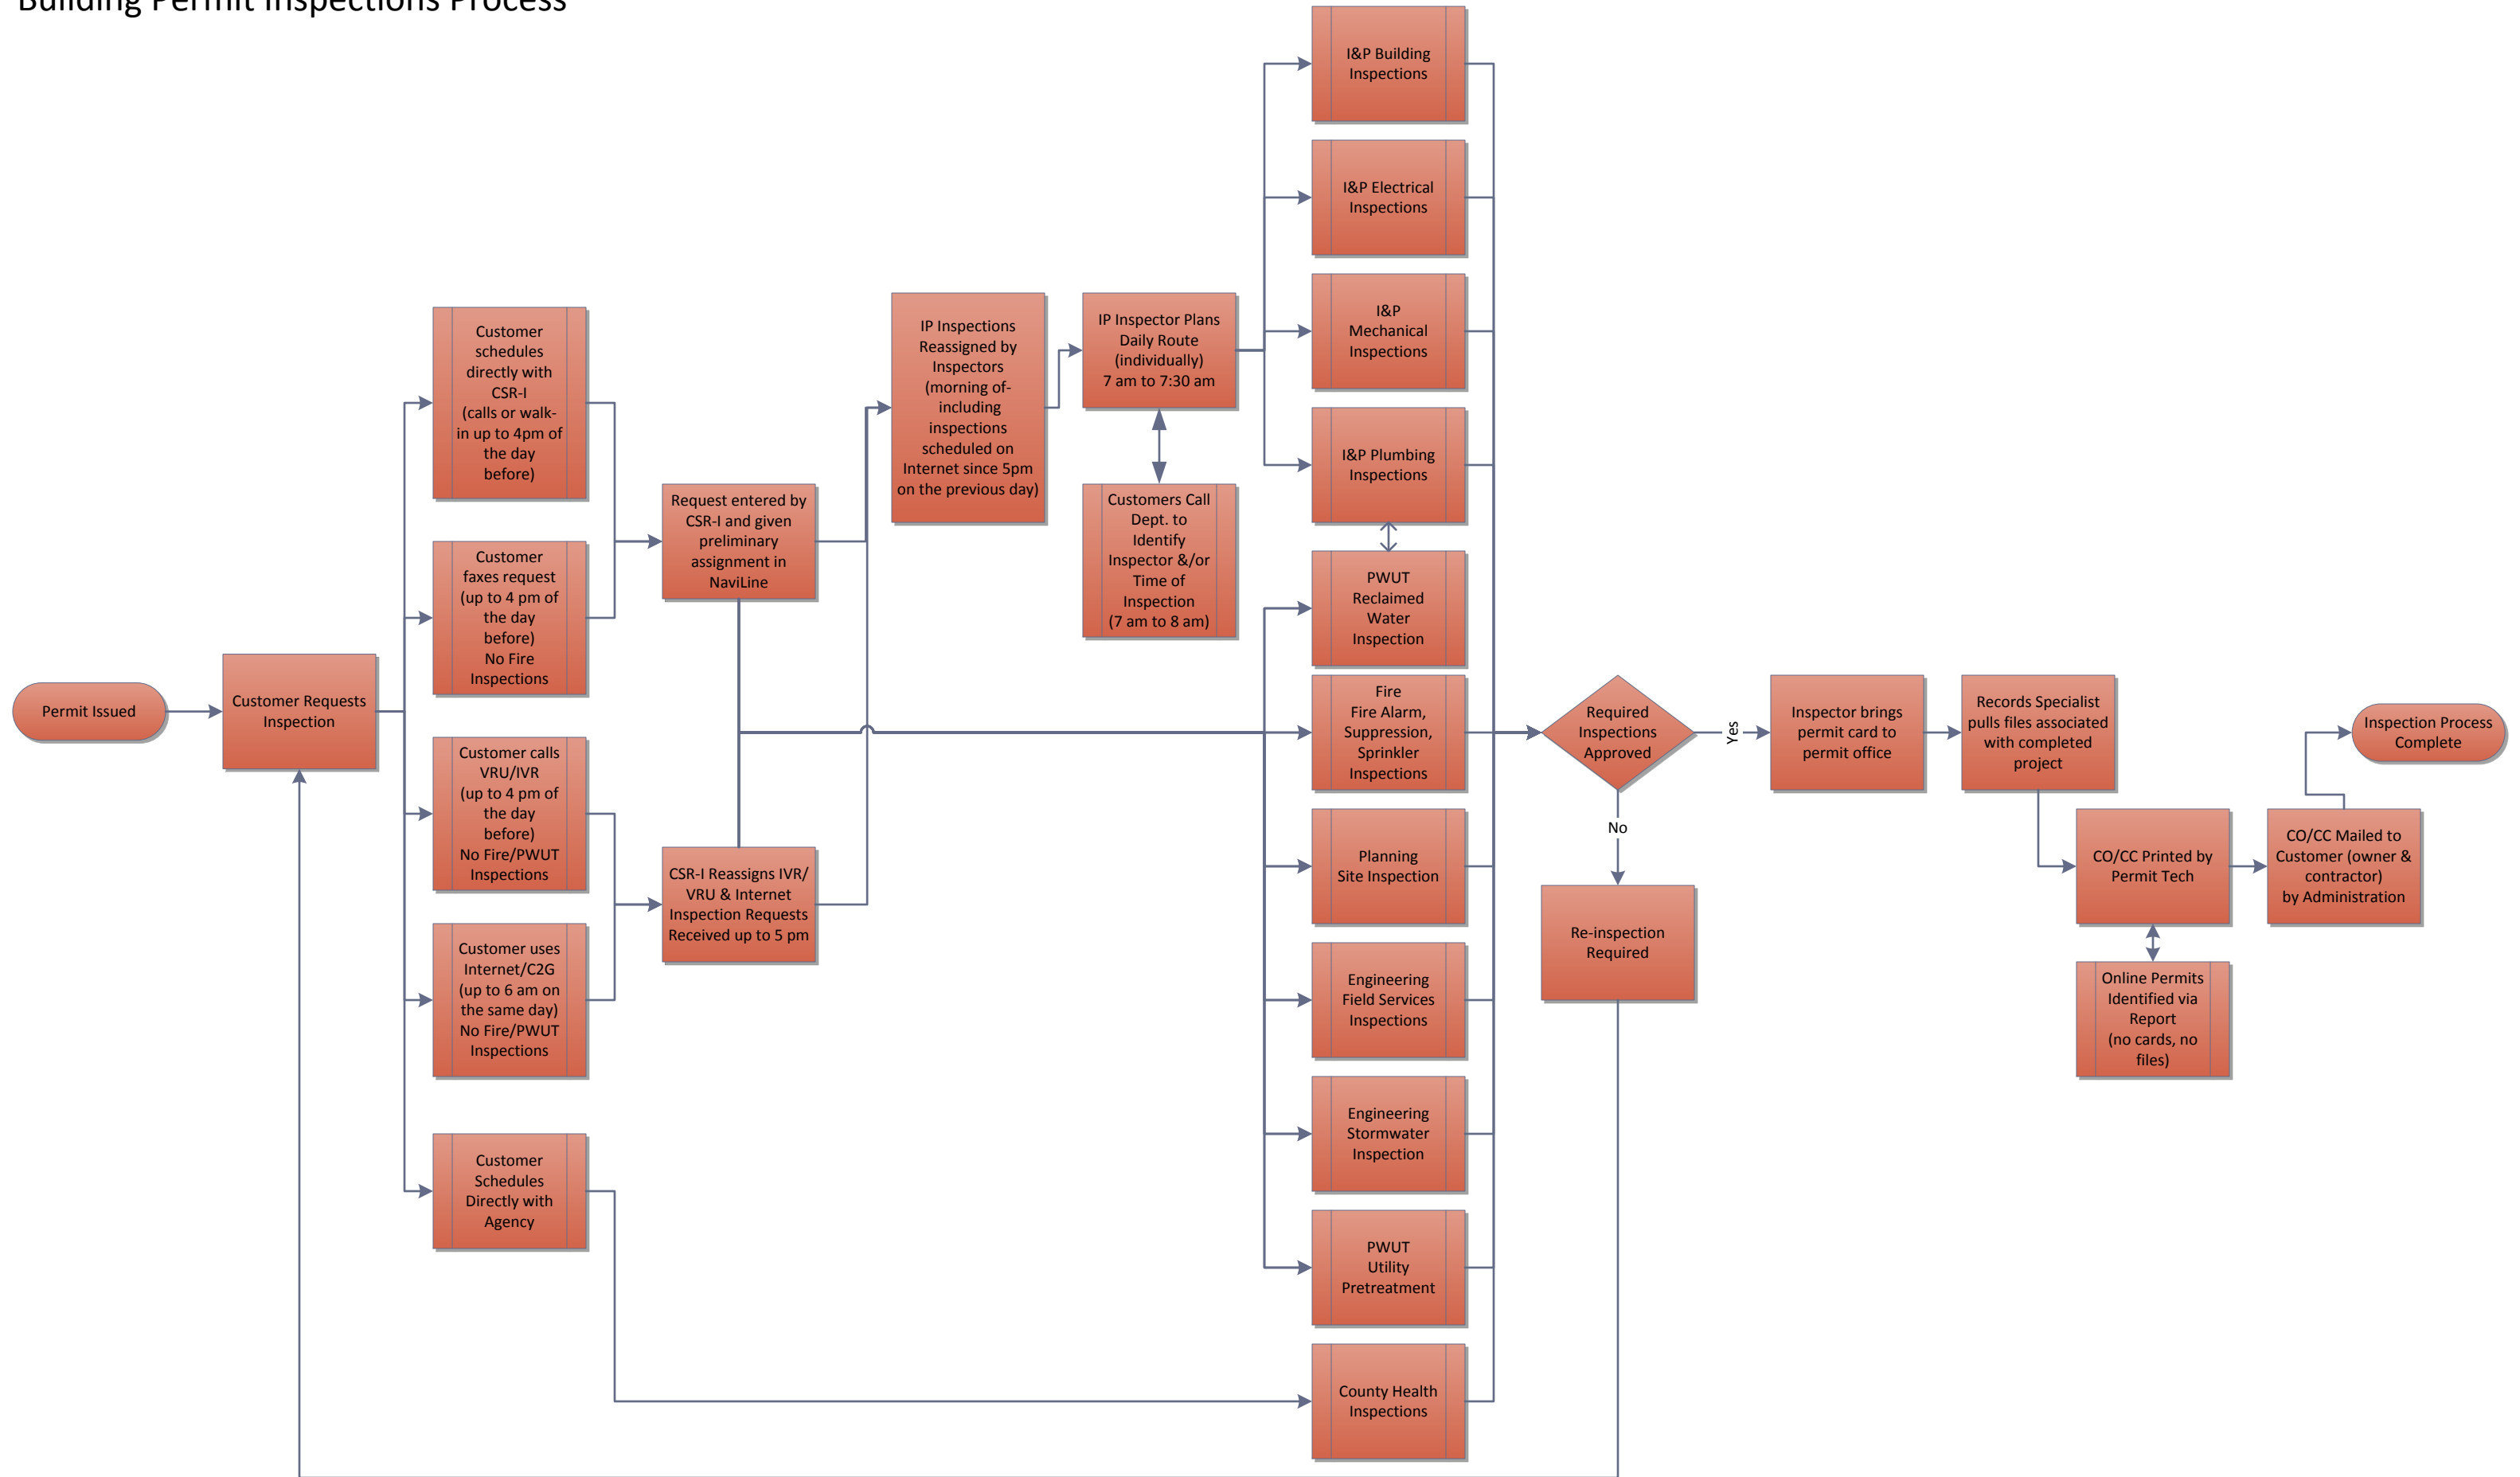 Building Permit Inspections Process
Permit Issued
Customer Requests
Inspection
Customer
schedules
directly with
CSR-I
(calls or walk-
in up to 4pm of
the day
before)
Customer
faxes request
(up to 4 pm of
the day
before)
No Fire
Inspections
Customer calls
VRU/IVR
(up to 4 pm of
the day
before)
No Fire/PWUT
Inspections
Customer uses
Internet/C2G
(up to 6 am on
the same day)
No Fire/PWUT
Inspections
Customer
Schedules
Directly with
Agency
Request entered by
CSR-I and given
preliminary
assignment in
NaviLine
CSR-I Reassigns IVR/
VRU & Internet
Inspection Requests
Received up to 5 pm
IP Inspections
Reassigned by
Inspectors
(morning of-
including
inspections
scheduled on
Internet since 5pm
on the previous day)
IP Inspector Plans
Daily Route
(individually)
7 am to 7:30 am
Customers Call
Dept. to
Identify
Inspector &/or
Time of
Inspection
(7 am to 8 am)
I&P Building
Inspections
I&P Electrical
Inspections
I&P
Mechanical
Inspections
I&P Plumbing
Inspections
PWUT
Reclaimed
Water
Inspection
Fire
Fire Alarm,
Suppression,
Sprinkler
Inspections
Planning
Site Inspection
Engineering
Field Services
Inspections
Engineering
Stormwater
Inspection
PWUT
Utility
Pretreatment
County Health
Inspections
Required
Inspections
Approved
Yes
No
Re-inspection
Required
Inspector brings
permit card to
permit office
Records Specialist
pulls files associated
with completed
project
CO/CC Printed by
Permit Tech
Online Permits
Identified via
Report
(no cards, no
files)
CO/CC Mailed to
Customer (owner &
contractor)
by Administration
Inspection Process
Complete